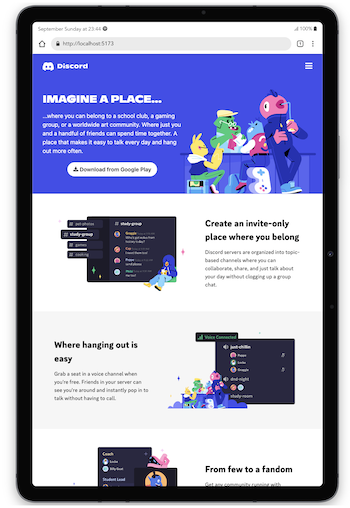 September Sunday at 23:44
100%
http://localhost:5173
1
Discord
IMAGINE A PLACE...
...where you can belong to a school club, a gaming
group, or a worldwide art community. Where just you
and a handful of friends can spend time together. A
place that makes it easy to talk every day and hang
out more often.
Download from Google Play
study-group
Create an invite-only
place where you belong
Discord servers are organized into topic-
based channels where you can
collaborate, share, and just talk about
your day without clogging up a group
chat.
Where hanging out is
easy
Grab a seat in a voice channel when
you're free. Friends in your server can
see you're around and instantly pop in to
talk without having to call.
Voice Connected
just-chillin
dnd-night
study-room
Coach
Student Lead
From few to a fandom
Get any community running with